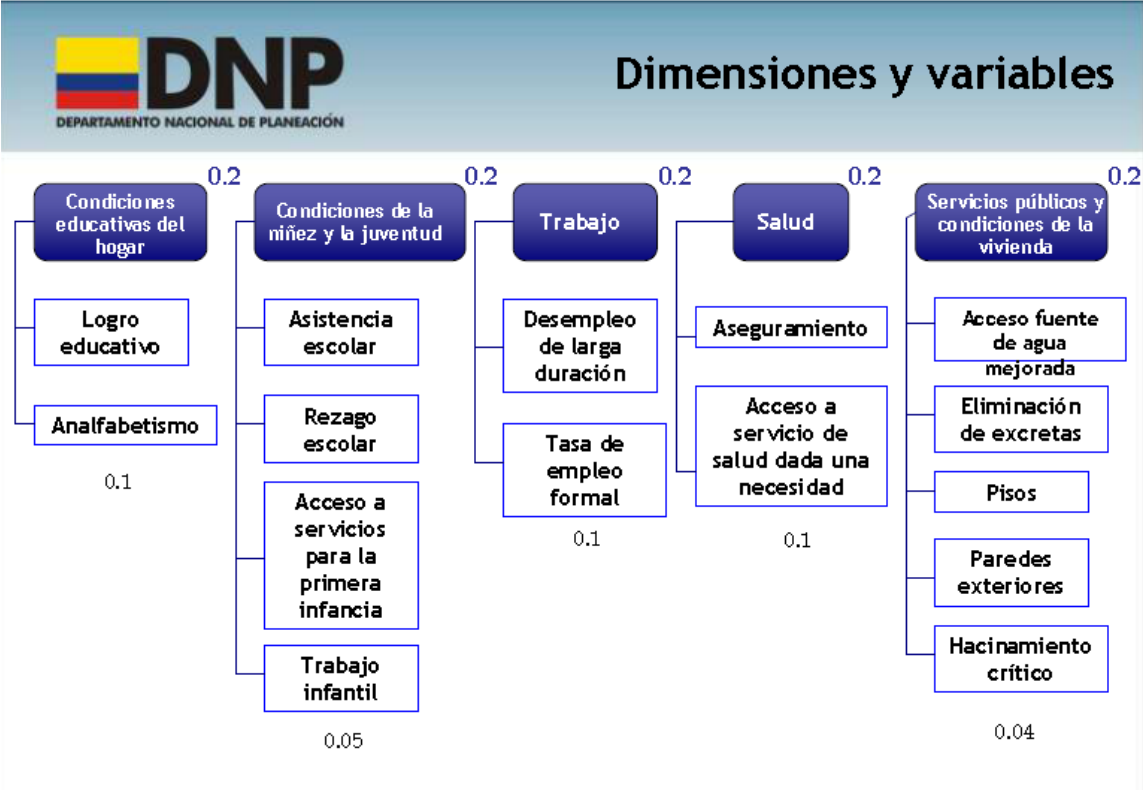 DNP
DEPARTAMENTO NACIONAL DE PLANEACIÓN
Dimensiones y variables
0.2
Condiciones
educativas del
hogar
Logro
educativo
Analfabetismo
0.1
0.2
Condiciones de la
niñez y la juventud
Asistencia
escolar
Rezago
escolar
Acceso a
servicios
para la
primera
infancia
Trabajo
infantil
0.05
0.2
Trabajo
Desempleo
de larga
duración
Tasa de
empleo
formal
0.1
0.2
Salud
Aseguramiento
Acceso a
servicio de
salud dada una
necesidad
0.1
0.2
Servicios públicos y
condiciones de la
vivienda
Acceso fuente
de agua
mejorada
Eliminación
de excretas
Pisos
Paredes
exteriores
Hacinamiento
crítico
0.04